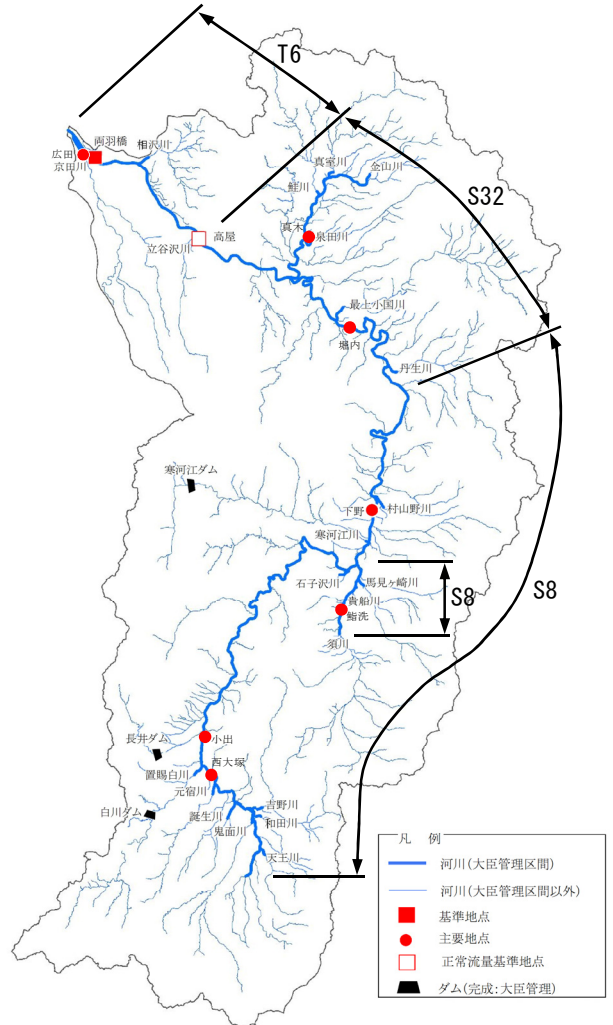 T6
S32
両羽橋
広田
京田川
相沢川
真室川
金山川
鮭川
真木
泉田川
高屋
立谷沢川
最上小国川
堀内
丹生川
寒河江ダム
下野
村山野川
寒河江川
石子沢川
馬見ヶ崎川
貴船川
鮨洗
須川
S8
S8
長井ダム
小出
西大塚
置賜白川
元宿川
白川ダム
誕生川
鬼面川
吉野川
和田川
天王川
凡 例
河川(大臣管理区間)
河川(大臣管理区間以外)
基準地点
主要地点
正常流量基準地点
ダム(完成:大臣管理)